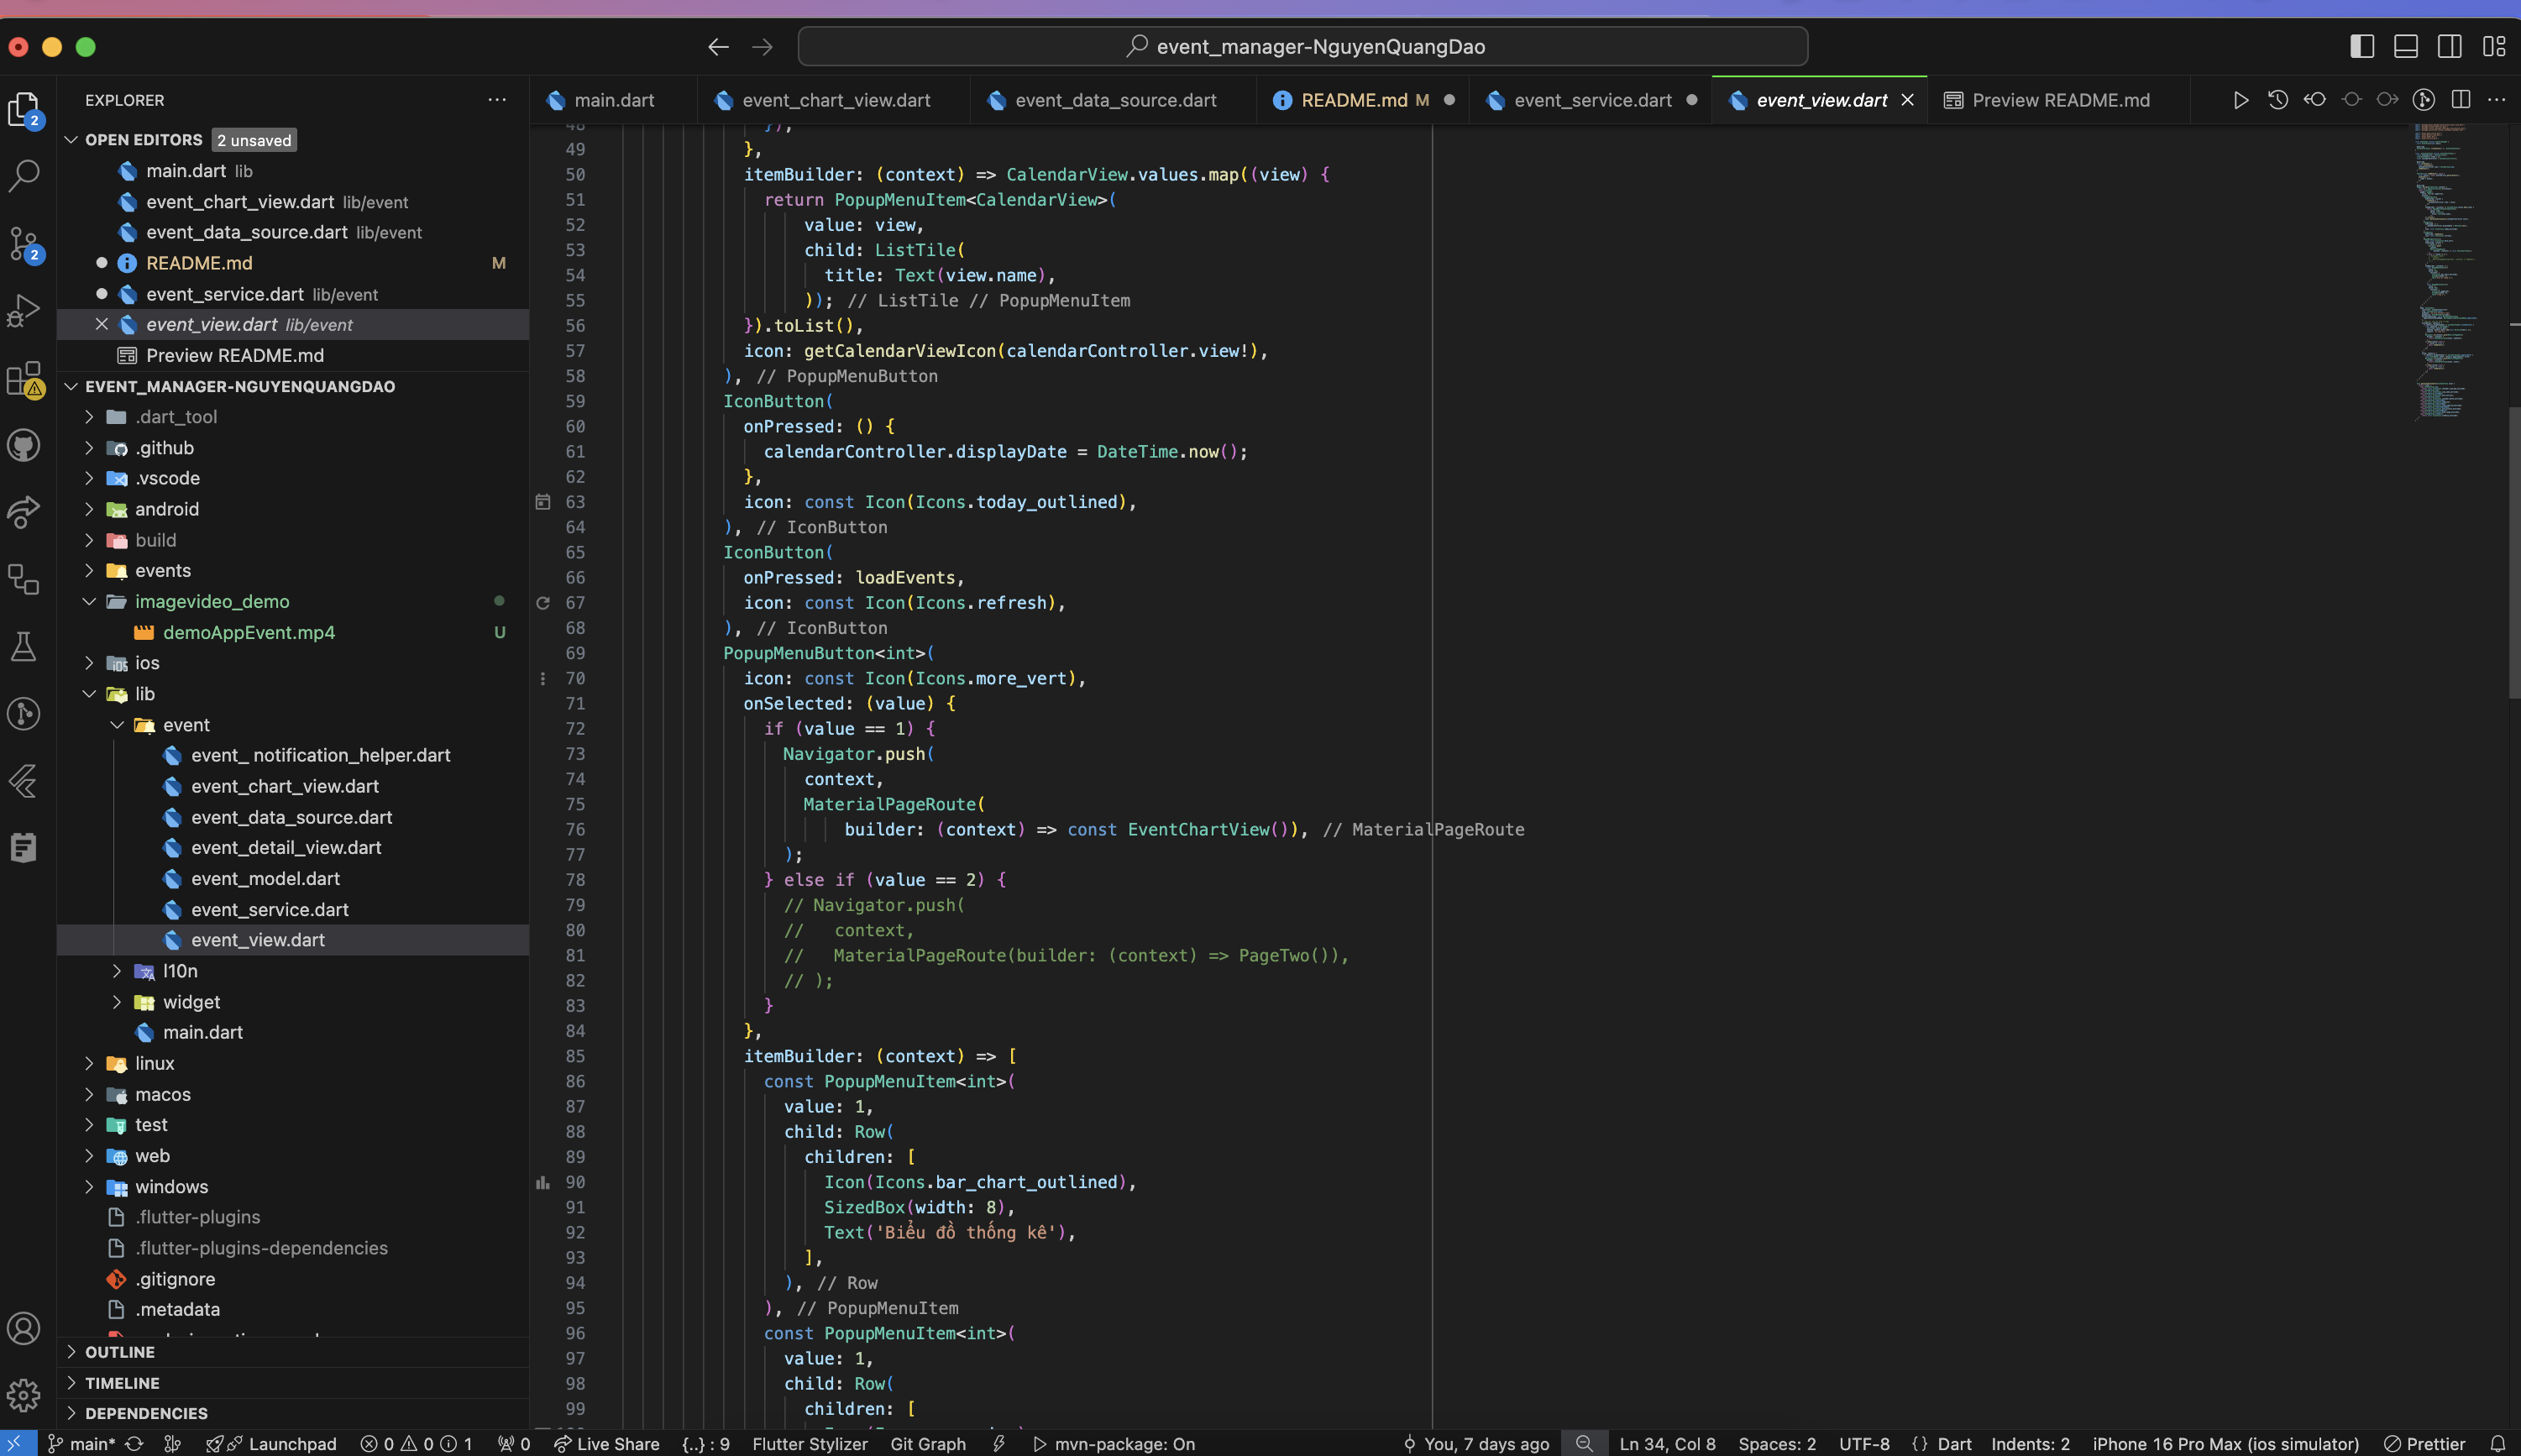 event_manager-NguyenQuangDao
EXPLORER
OPEN EDITORS 2 unsaved
main.dart lib
event_chart_view.dart lib/event
event_data_source.dart lib/event
README.md M
event_service.dart lib/event
event_view.dart lib/event
Preview README.md
EVENT_MANAGER-NGUYENQUANGDAO
.dart_tool
.github
.vscode
android
build
events
imagevideo_demo
demoAppEvent.mp4 U
ios
lib
event
event_ notification_helper.dart
event_chart_view.dart
event_data_source.dart
event_detail_view.dart
event_model.dart
event_service.dart
event_view.dart
l10n
widget
main.dart
linux
macos
test
web
windows
.flutter-plugins
.flutter-plugins-dependencies
.gitignore
.metadata
OUTLINE
TIMELINE
DEPENDENCIES
main.dart event_chart_view.dart event_data_source.dart README.md M event_service.dart event_view.dart Preview README.md
48 }),
49 },
50 itemBuilder: (context) => CalendarView.values.map((view) {
51 return PopupMenuItem<CalendarView>(
52 value: view,
53 child: ListTile(
54 title: Text(view.name),
55 )); // ListTile // PopupMenuItem
56 }).toList(),
57 icon: getCalendarViewIcon(calendarController.view!),
58 ), // PopupMenuButton
59 IconButton(
60 onPressed: () {
61 calendarController.displayDate = DateTime.now();
62 },
63 icon: const Icon(Icons.today_outlined),
64 ), // IconButton
65 IconButton(
66 onPressed: loadEvents,
67 icon: const Icon(Icons.refresh),
68 ), // IconButton
69 PopupMenuButton<int>(
70 icon: const Icon(Icons.more_vert),
71 onSelected: (value) {
72 if (value == 1) {
73 Navigator.push(
74 context,
75 MaterialPageRoute(
76 builder: (context) => const EventChartView()), // MaterialPageRoute
77 );
78 } else if (value == 2) {
79 // Navigator.push(
80 // context,
81 // MaterialPageRoute(builder: (context) => PageTwo()),
82 // );
83 }
84 },
85 itemBuilder: (context) => [
86 const PopupMenuItem<int>(
87 value: 1,
88 child: Row(
89 children: [
90 Icon(Icons.bar_chart_outlined),
91 SizedBox(width: 8),
92 Text('Biểu đồ thống kê'),
93 ],
94 ), // Row
95 ), // PopupMenuItem
96 const PopupMenuItem<int>(
97 value: 1,
98 child: Row(
99 children: [
main* Launchpad 0 0 1 0 Live Share {..} : 9 Flutter Stylizer Git Graph mvn-package: On You, 7 days ago Ln 34, Col 8 Spaces: 2 UTF-8 {} Dart Indents: 2 iPhone 16 Pro Max (ios simulator) Prettier